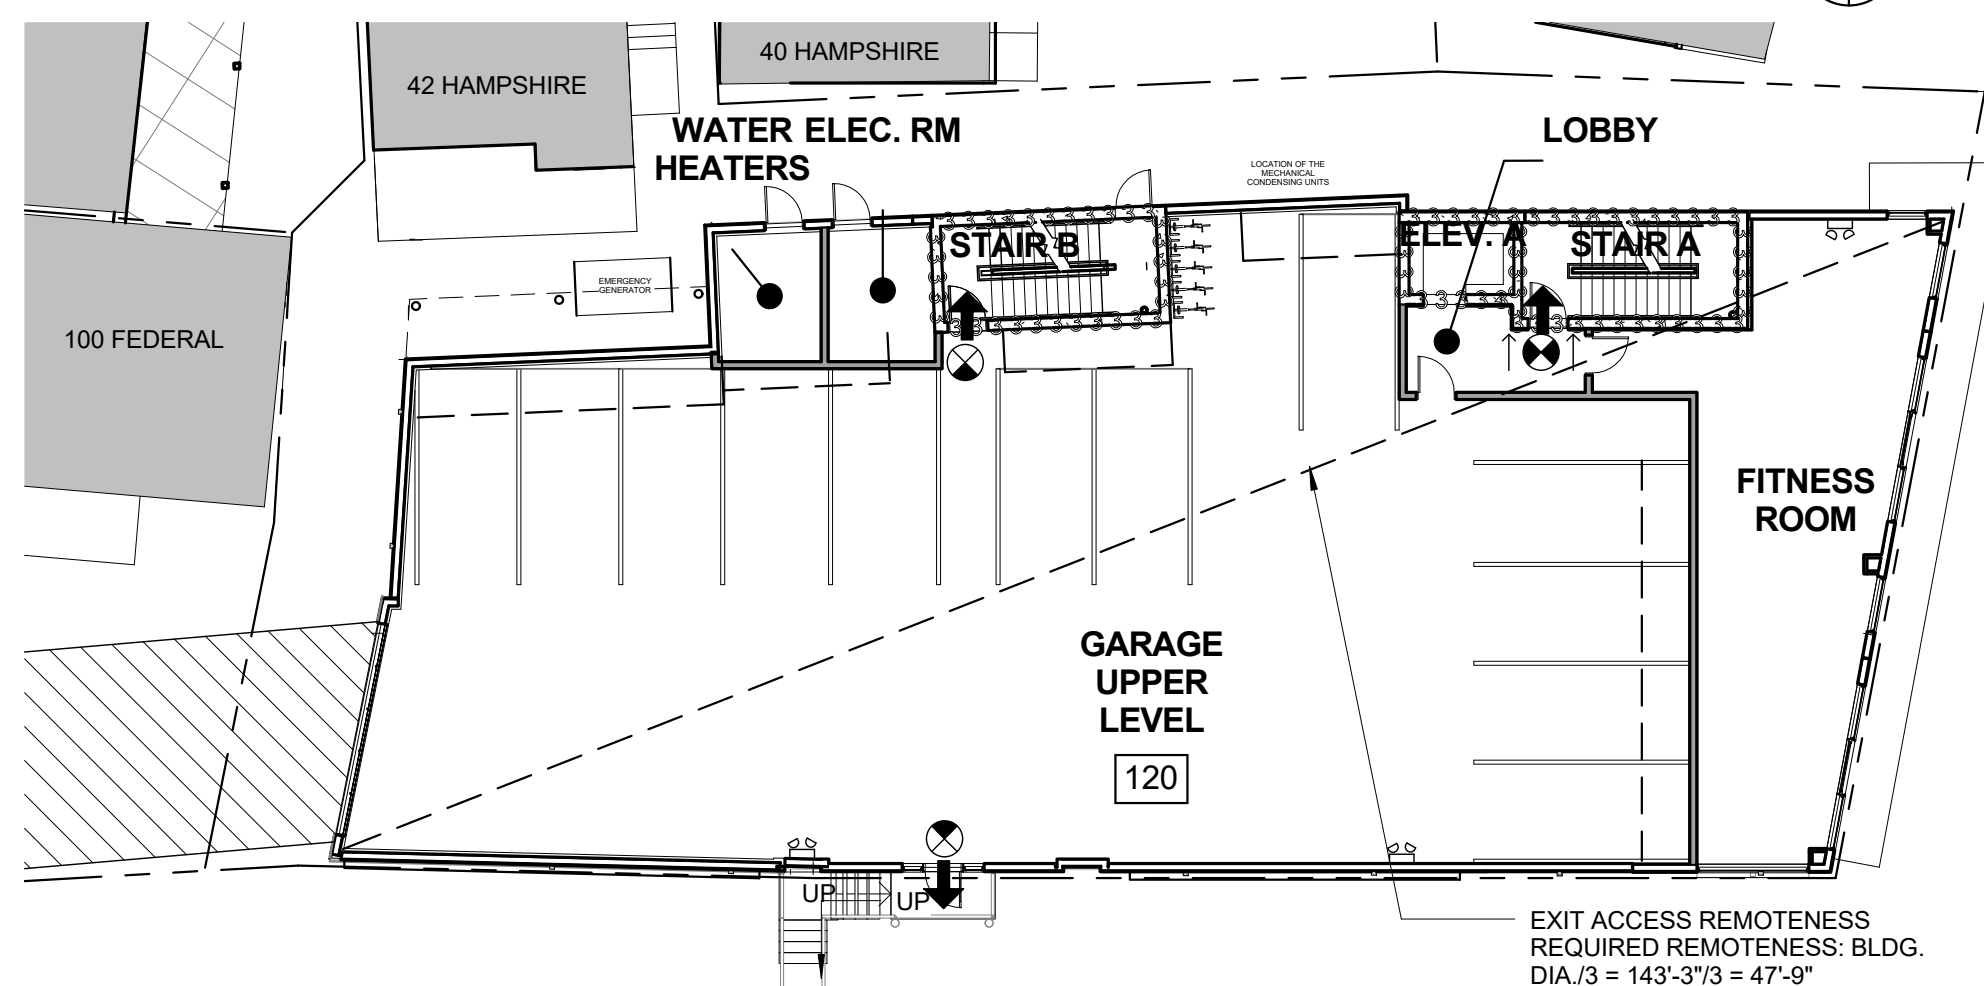 40 HAMPSHIRE
42 HAMPSHIRE
WATER ELEC. RM
HEATERS
LOBBY
LOCATION OF THE
MECHANICAL
CONDENSING UNITS
STAIR B
ELEV. A
STAIR A
EMERGENCY
GENERATOR
100 FEDERAL
FITNESS
ROOM
GARAGE
UPPER
LEVEL
120
UP
UP
EXIT ACCESS REMOTENESS
REQUIRED REMOTENESS: BLDG.
DIA./3 = 143'-3"/3 = 47'-9"